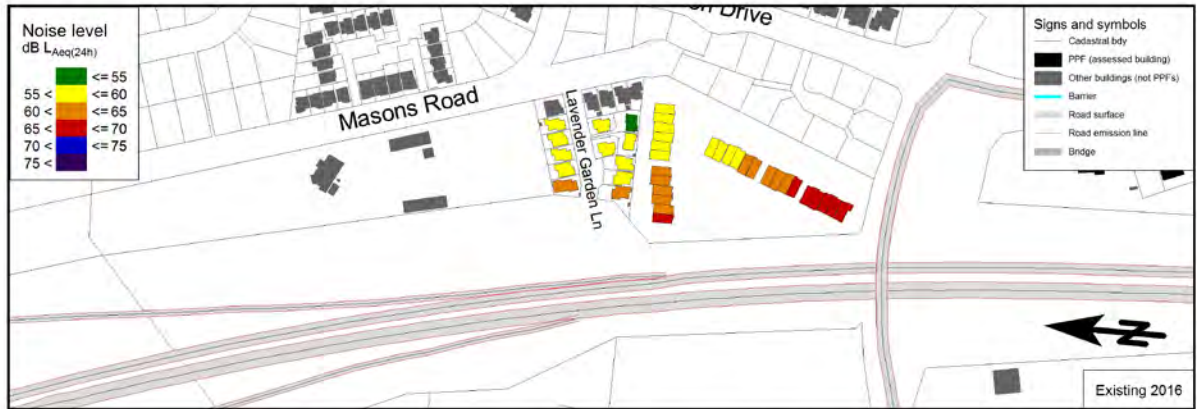 Noise level
dB LAeq(24h)
<= 55
55 < <= 60
60 < <= 65
65 < <= 70
70 < <= 75
75 <
Masons Road
Lavender Garden Ln
Drive
Signs and symbols
Cadastral bdy
PPF (assessed building)
Other buildings (not PPFs)
Barrier
Road surface
Road emission line
Bridge
N
Existing 2016